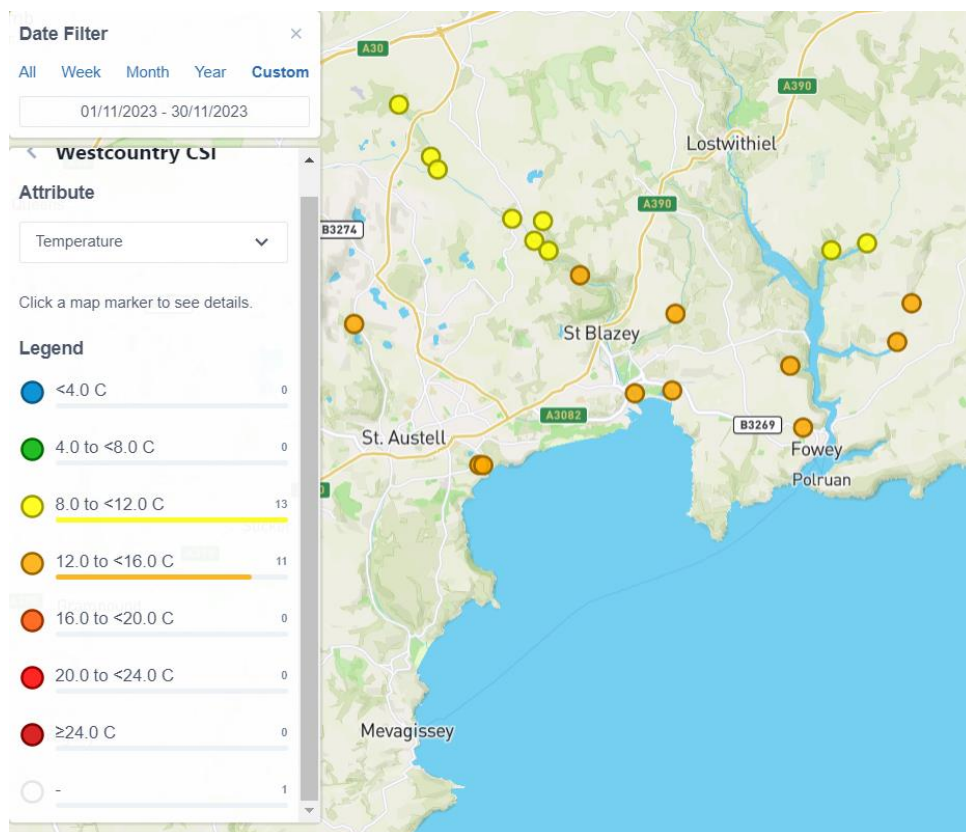 Date Filter ×
All Week Month Year Custom
01/11/2023 - 30/11/2023
Westcountry CSI
Attribute
Temperature
Click a map marker to see details.
Legend
<4.0 C 0
4.0 to <8.0 C 0
8.0 to <12.0 C 13
12.0 to <16.0 C 11
16.0 to <20.0 C 0
20.0 to <24.0 C 0
≥24.0 C 0
- 1
A30
A390
Lostwithiel
A390
B3274
St Blazey
A3082
B3269
St. Austell
Fowey
Polruan
Mevagissey